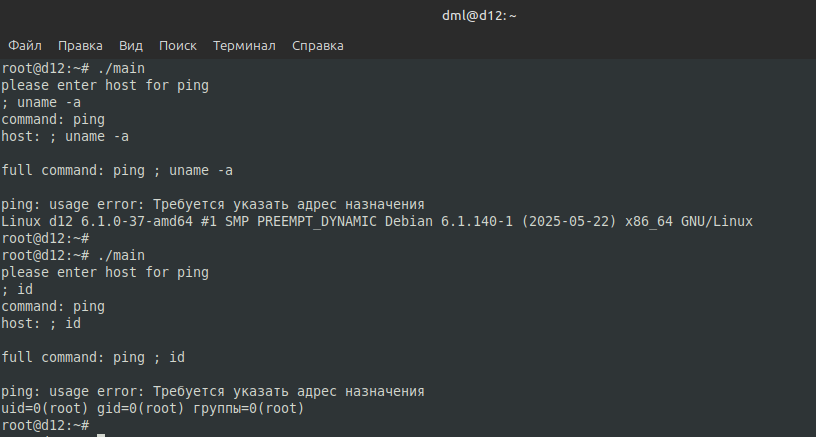 dml@d12: ~
Файл Правка Вид Поиск Терминал Справка
root@d12:~# ./main
please enter host for ping
; uname -a
command: ping
host: ; uname -a
full command: ping ; uname -a
ping: usage error: Требуется указать адрес назначения
Linux d12 6.1.0-37-amd64 #1 SMP PREEMPT_DYNAMIC Debian 6.1.140-1 (2025-05-22) x86_64 GNU/Linux
root@d12:~#
root@d12:~# ./main
please enter host for ping
; id
command: ping
host: ; id
full command: ping ; id
ping: usage error: Требуется указать адрес назначения
uid=0(root) gid=0(root) группы=0(root)
root@d12:~#